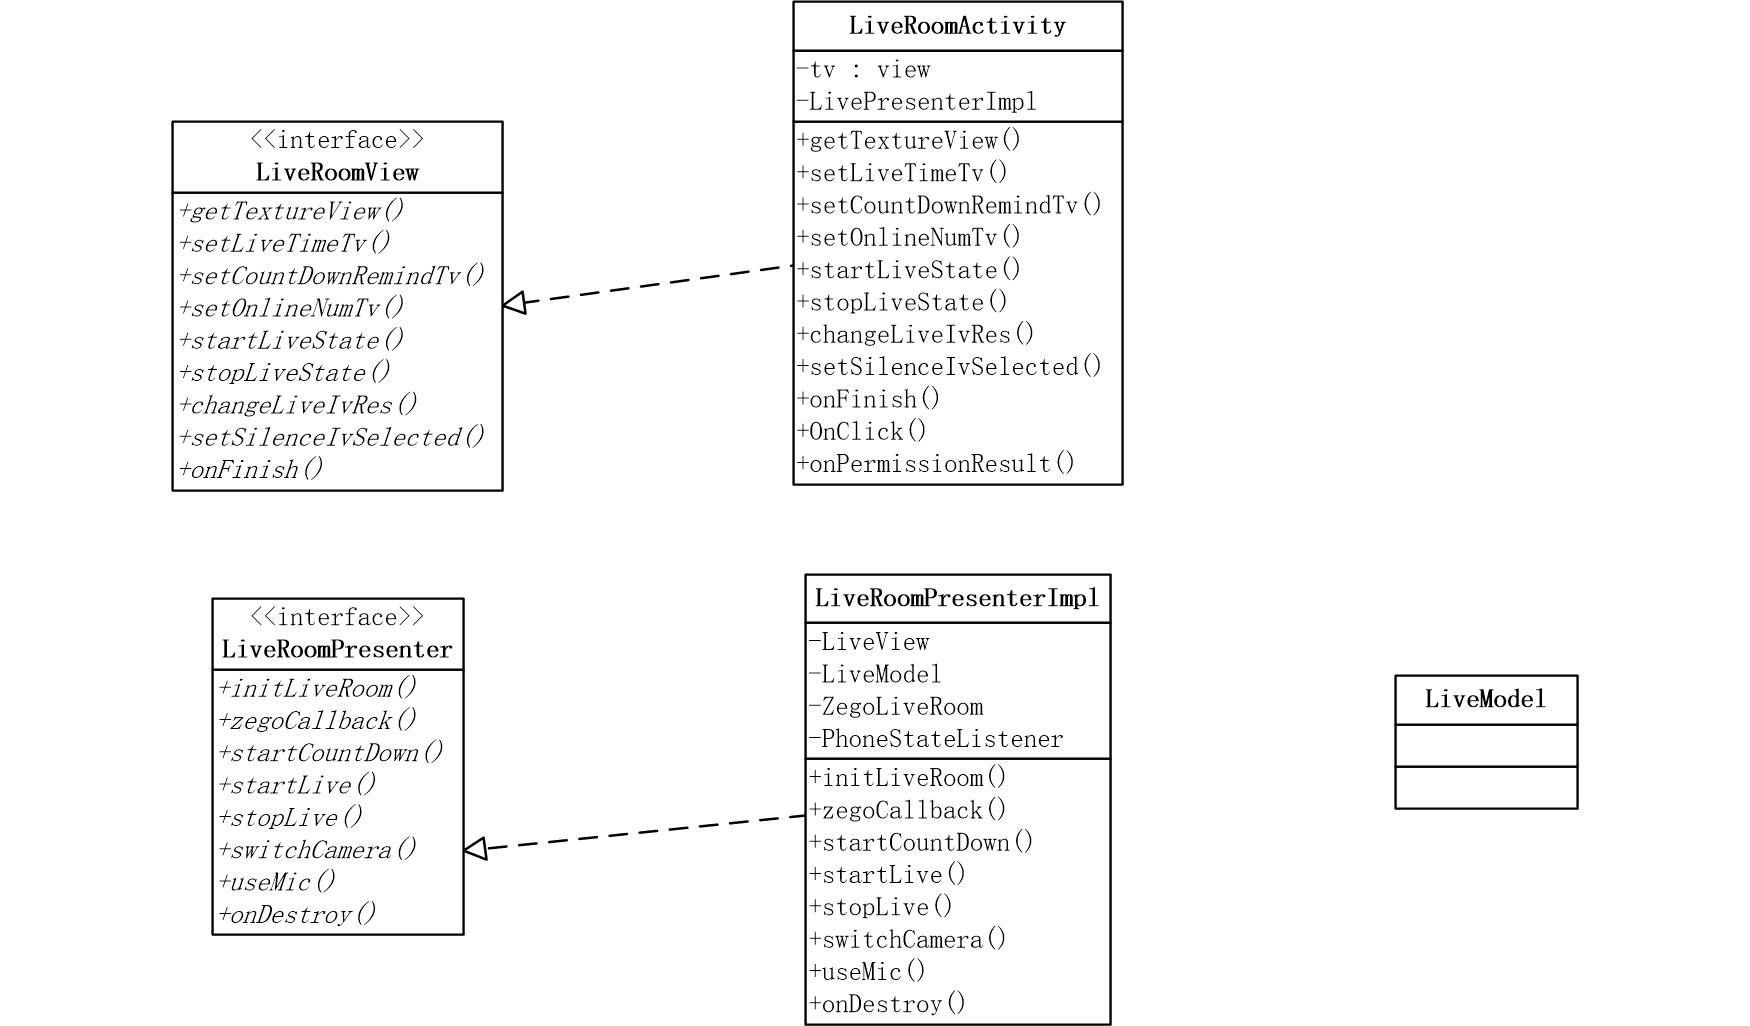 <<interface>>
LiveRoomView
+getTextureView()
+setLiveTimeTv()
+setCountDownRemindTv()
+setOnlineNumTv()
+startLiveState()
+stopLiveState()
+changeLiveIvRes()
+setSilenceIvSelected()
+onFinish()
LiveRoomActivity
-tv : view
-LivePresenterImpl
+getTextureView()
+setLiveTimeTv()
+setCountDownRemindTv()
+setOnlineNumTv()
+startLiveState()
+stopLiveState()
+changeLiveIvRes()
+setSilenceIvSelected()
+onFinish()
+OnClick()
+onPermissionResult()
<<interface>>
LiveRoomPresenter
+initLiveRoom()
+zegoCallback()
+startCountDown()
+startLive()
+stopLive()
+switchCamera()
+useMic()
+onDestroy()
LiveRoomPresenterImpl
-LiveView
-LiveModel
-ZegoLiveRoom
-PhoneStateListener
+initLiveRoom()
+zegoCallback()
+startCountDown()
+startLive()
+stopLive()
+switchCamera()
+useMic()
+onDestroy()
LiveModel